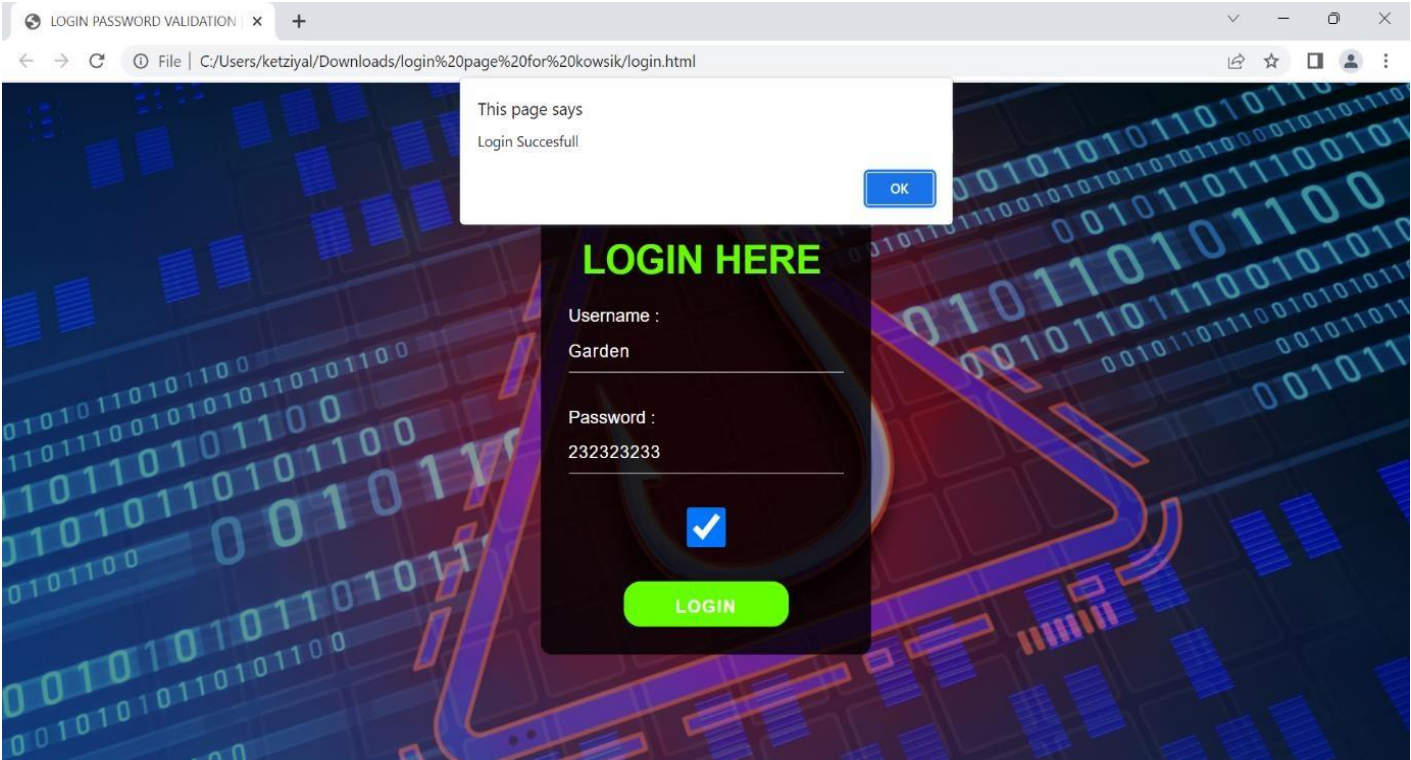 LOGIN PASSWORD VALIDATION
File | C:/Users/ketziyal/Downloads/login%20page%20for%20kowsik/login.html
This page says
Login Succesfull
OK
LOGIN HERE
Username :
Garden
Password :
232323233
LOGIN